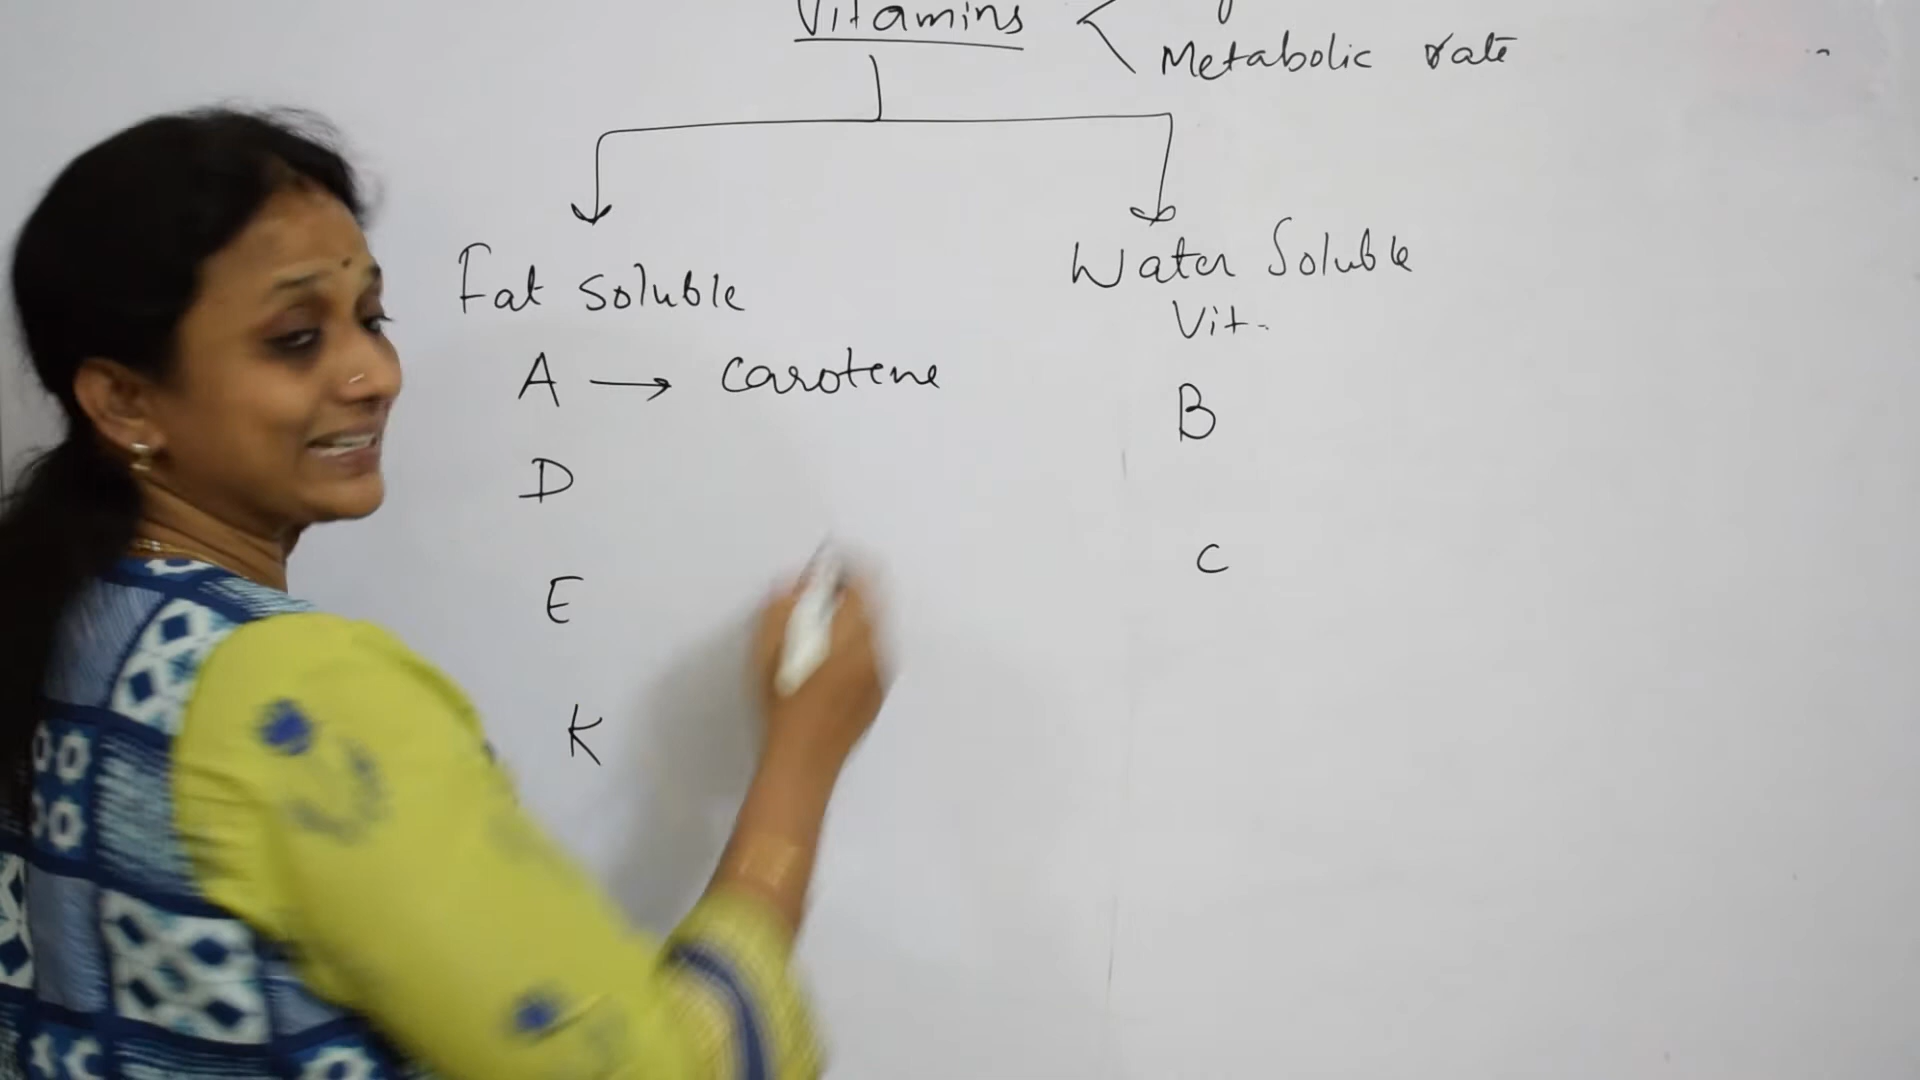 Vitamins
Metabolic rate
Fat soluble
Water Soluble
Vit.
A → Carotene
B
D
C
E
K